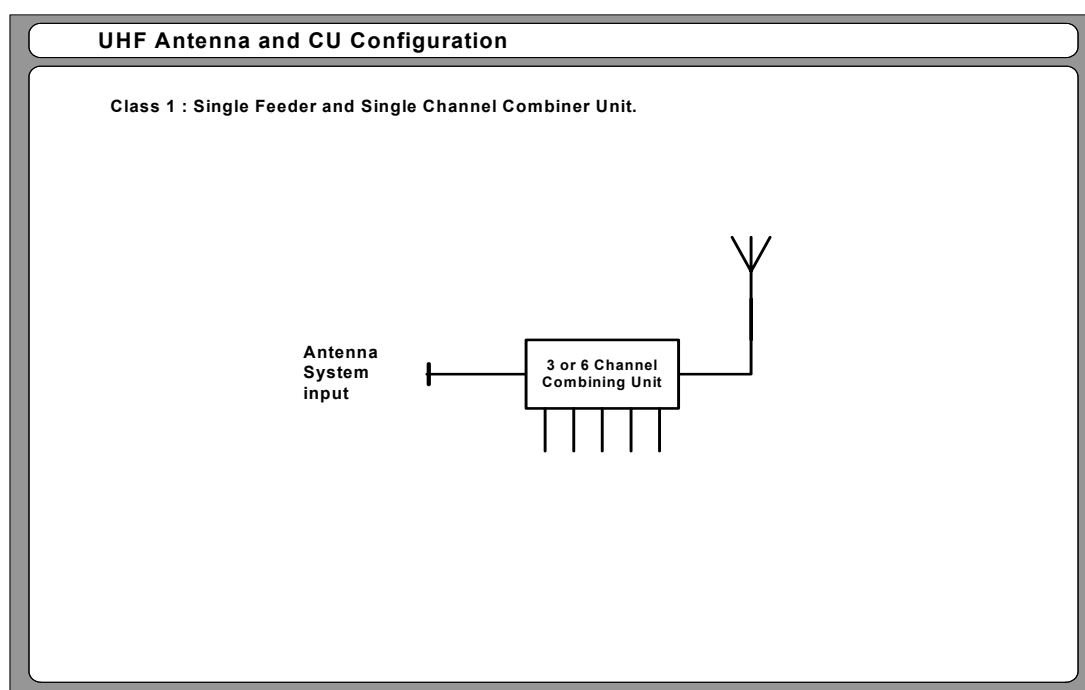 UHF Antenna and CU Configuration
Class 1 : Single Feeder and Single Channel Combiner Unit.
Antenna
System
input
3 or 6 Channel
Combining Unit